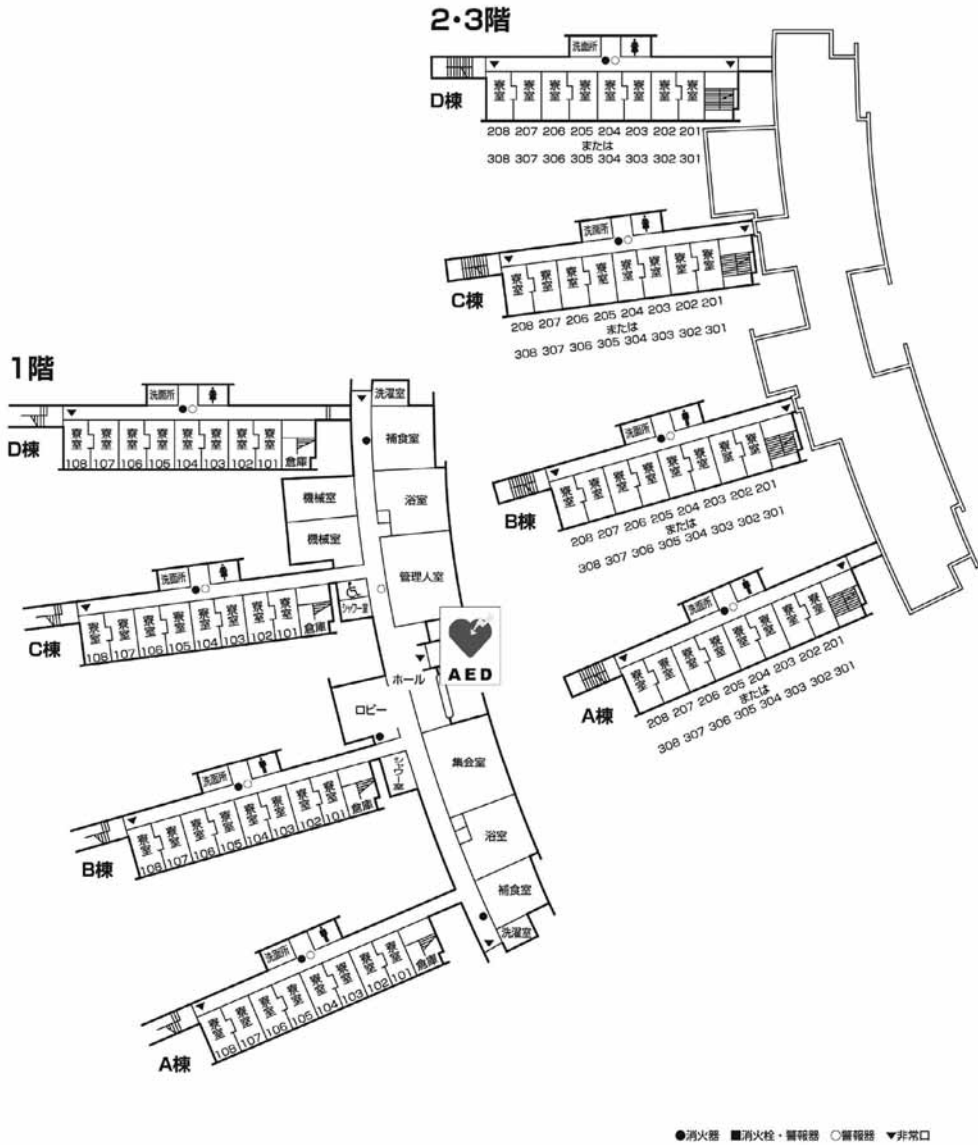 2・3階
洗面所
寮室 寮室 寮室 寮室 寮室 寮室 寮室 寮室
D棟
208 207 206 205 204 203 202 201
または
308 307 306 305 304 303 302 301
洗面所
寮室 寮室 寮室 寮室 寮室 寮室 寮室 寮室
C棟
208 207 206 205 204 203 202 201
または
308 307 306 305 304 303 302 301
洗面所
寮室 寮室 寮室 寮室 寮室 寮室 寮室 寮室
B棟
208 207 206 205 204 203 202 201
または
308 307 306 305 304 303 302 301
洗面所
寮室 寮室 寮室 寮室 寮室 寮室 寮室 寮室
A棟
208 207 206 205 204 203 202 201
または
308 307 306 305 304 303 302 301
1階
洗面所
寮室 寮室 寮室 寮室 寮室 寮室 寮室 寮室
D棟
108 107 106 105 104 103 102 101 倉庫
洗濯室
補食室
機械室
浴室
機械室
管理人室
洗面所
寮室 寮室 寮室 寮室 寮室 寮室 寮室 寮室
C棟
108 107 106 105 104 103 102 101 倉庫
シャワー室
AED
ホール
ロビー
洗面所
寮室 寮室 寮室 寮室 寮室 寮室 寮室 寮室
B棟
108 107 106 105 104 103 102 101 倉庫
シャワー室
集会室
浴室
補食室
洗濯室
洗面所
寮室 寮室 寮室 寮室 寮室 寮室 寮室 寮室
A棟
108 107 106 105 104 103 102 101 倉庫
●消火器 ■消火栓・警報器 ○警報器 ▼非常口